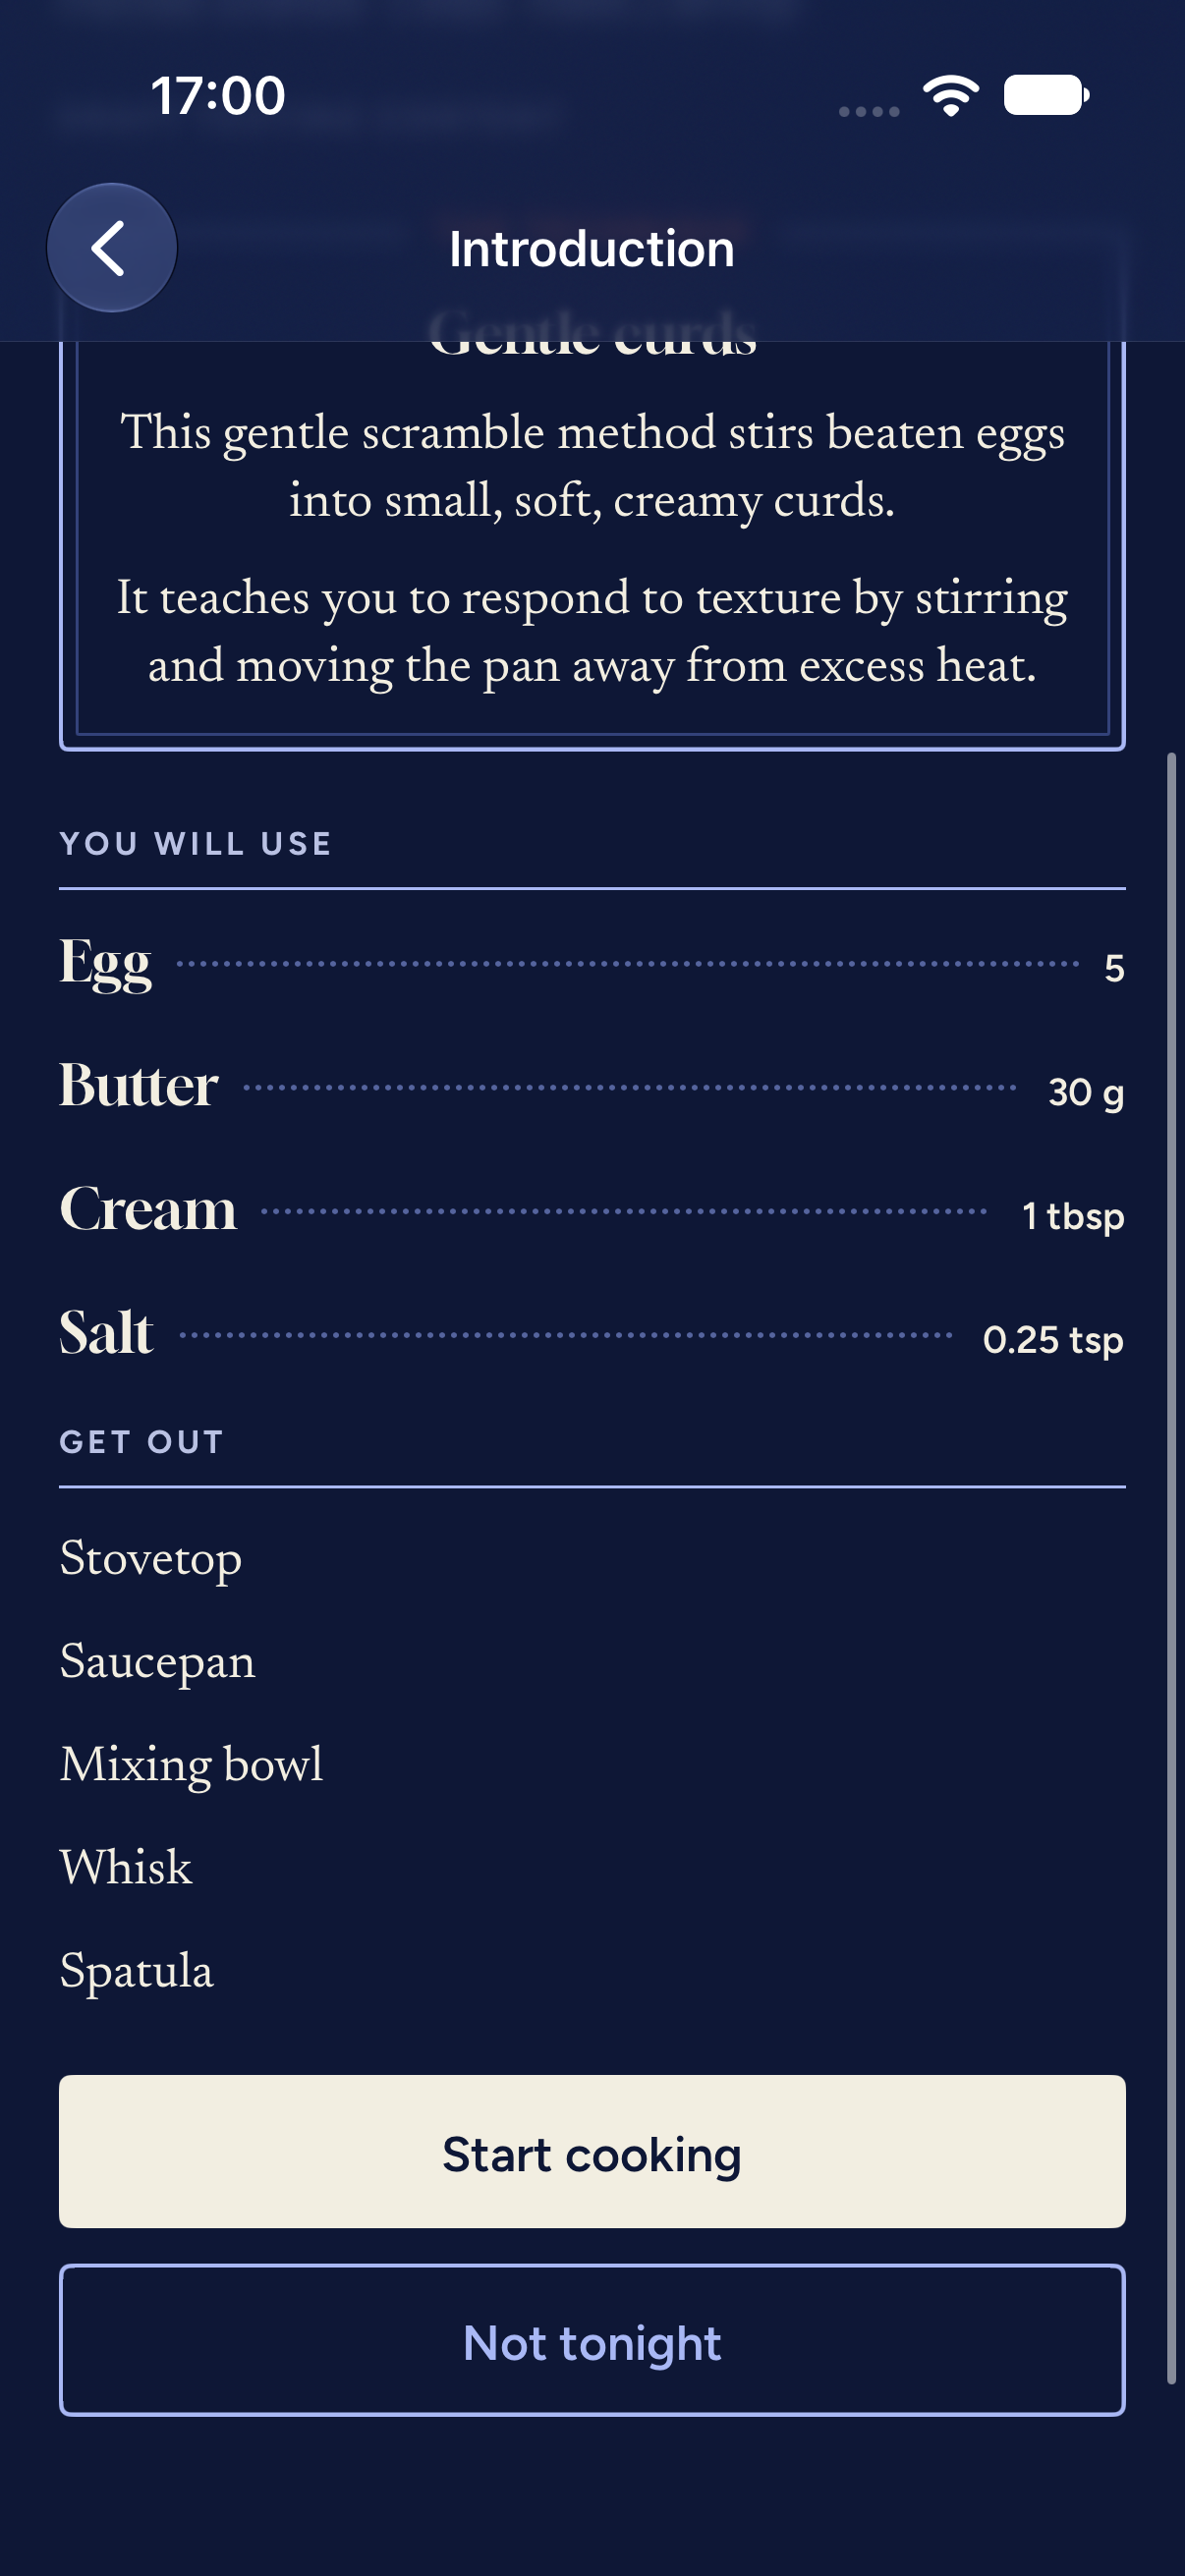 17:00
Introduction
Gentle curds
This gentle scramble method stirs beaten eggs
into small, soft, creamy curds.
It teaches you to respond to texture by stirring
and moving the pan away from excess heat.
YOU WILL USE
Egg 5
Butter 30 g
Cream 1 tbsp
Salt 0.25 tsp
GET OUT
Stovetop
Saucepan
Mixing bowl
Whisk
Spatula
Start cooking
Not tonight